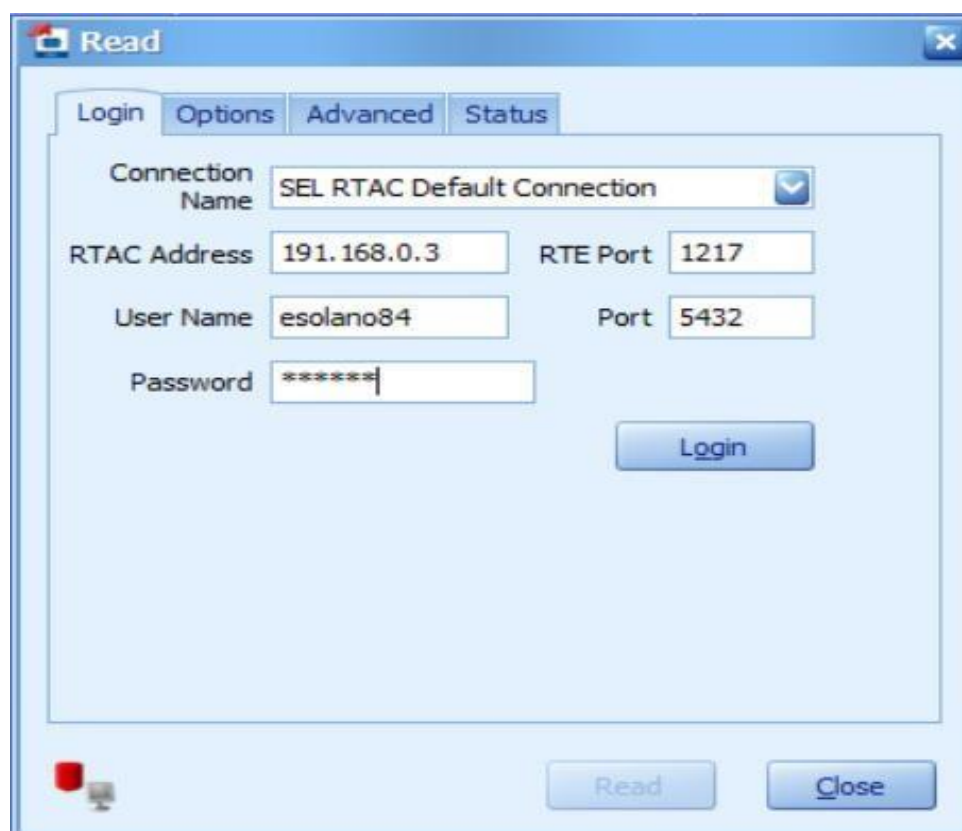 Read
Login Options Advanced Status
Connection
Name SEL RTAC Default Connection
RTAC Address 191.168.0.3 RTE Port 1217
User Name esolano84 Port 5432
Password ******
Login
Read Close